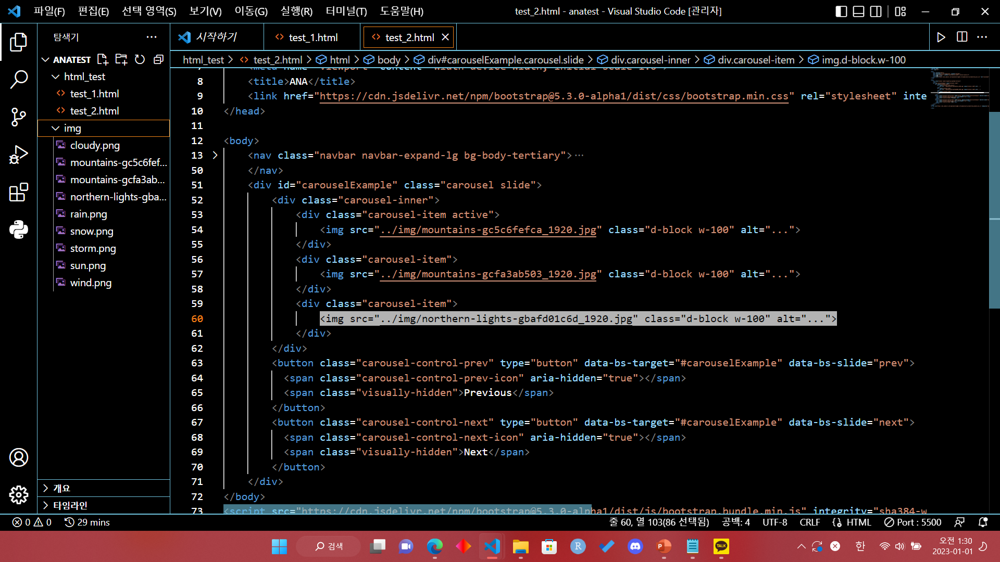 파일(F) 편집(E) 선택 영역(S) 보기(V) 이동(G) 실행(R) 터미널(T) 도움말(H) test_2.html - anatest - Visual Studio Code [관리자]
탐색기
ANATEST
html_test
test_1.html
test_2.html
img
cloudy.png
mountains-gc5c6fef...
mountains-gcfa3ab...
northern-lights-gba...
rain.png
snow.png
storm.png
sun.png
wind.png
개요
타임라인
시작하기 test_1.html test_2.html
html_test > test_2.html > html > body > div#carouselExample.carousel.slide > div.carousel-inner > div.carousel-item > img.d-block.w-100
8 <title>ANA</title>
9 <link href="https://cdn.jsdelivr.net/npm/bootstrap@5.3.0-alpha1/dist/css/bootstrap.min.css" rel="stylesheet" inte
10 </head>
11
12 <body>
13 <nav class="navbar navbar-expand-lg bg-body-tertiary">…
50 </nav>
51 <div id="carouselExample" class="carousel slide">
52 <div class="carousel-inner">
53 <div class="carousel-item active">
54 <img src="../img/mountains-gc5c6fefca_1920.jpg" class="d-block w-100" alt="...">
55 </div>
56 <div class="carousel-item">
57 <img src="../img/mountains-gcfa3ab503_1920.jpg" class="d-block w-100" alt="...">
58 </div>
59 <div class="carousel-item">
60 <img src="../img/northern-lights-gbafd01c6d_1920.jpg" class="d-block w-100" alt="...">
61 </div>
62 </div>
63 <button class="carousel-control-prev" type="button" data-bs-target="#carouselExample" data-bs-slide="prev">
64 <span class="carousel-control-prev-icon" aria-hidden="true"></span>
65 <span class="visually-hidden">Previous</span>
66 </button>
67 <button class="carousel-control-next" type="button" data-bs-target="#carouselExample" data-bs-slide="next">
68 <span class="carousel-control-next-icon" aria-hidden="true"></span>
69 <span class="visually-hidden">Next</span>
70 </button>
71 </div>
72 </body>
73 <script src="https://cdn.jsdelivr.net/npm/bootstrap@5.3.0-alpha1/dist/js/bootstrap.bundle.min.js" integrity="sha384-w
0 0 29 mins 줄 60, 열 103(86 선택됨) 공백: 4 UTF-8 CRLF HTML Port : 5500
검색 R P TALK 한 오전 1:30
2023-01-01